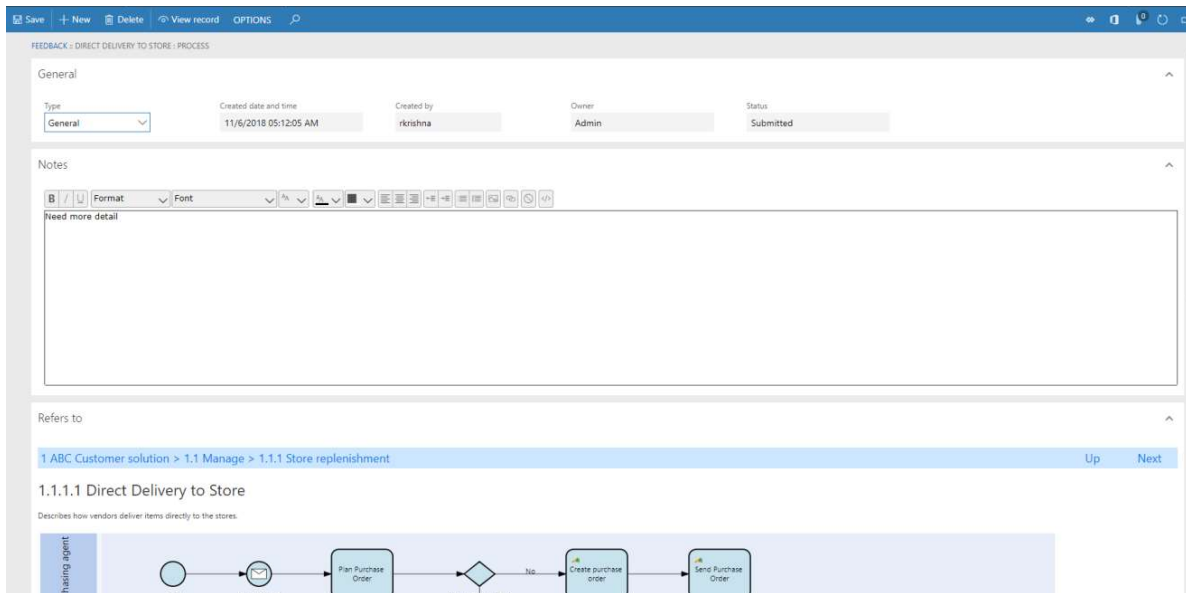 Save New Delete View record OPTIONS
0
FEEDBACK :: DIRECT DELIVERY TO STORE : PROCESS
General
Type Created date and time Created by Owner Status
General 11/6/2018 05:12:05 AM rkrishna Admin Submitted
Notes
B I U Format Font
Need more detail
Refers to
1 ABC Customer solution > 1.1 Manage > 1.1.1 Store replenishment Up Next
1.1.1.1 Direct Delivery to Store
Describes how vendors deliver items directly to the stores.
hasing agent
Plan Purchase
Order
No
Create purchase
order
Send Purchase
Order